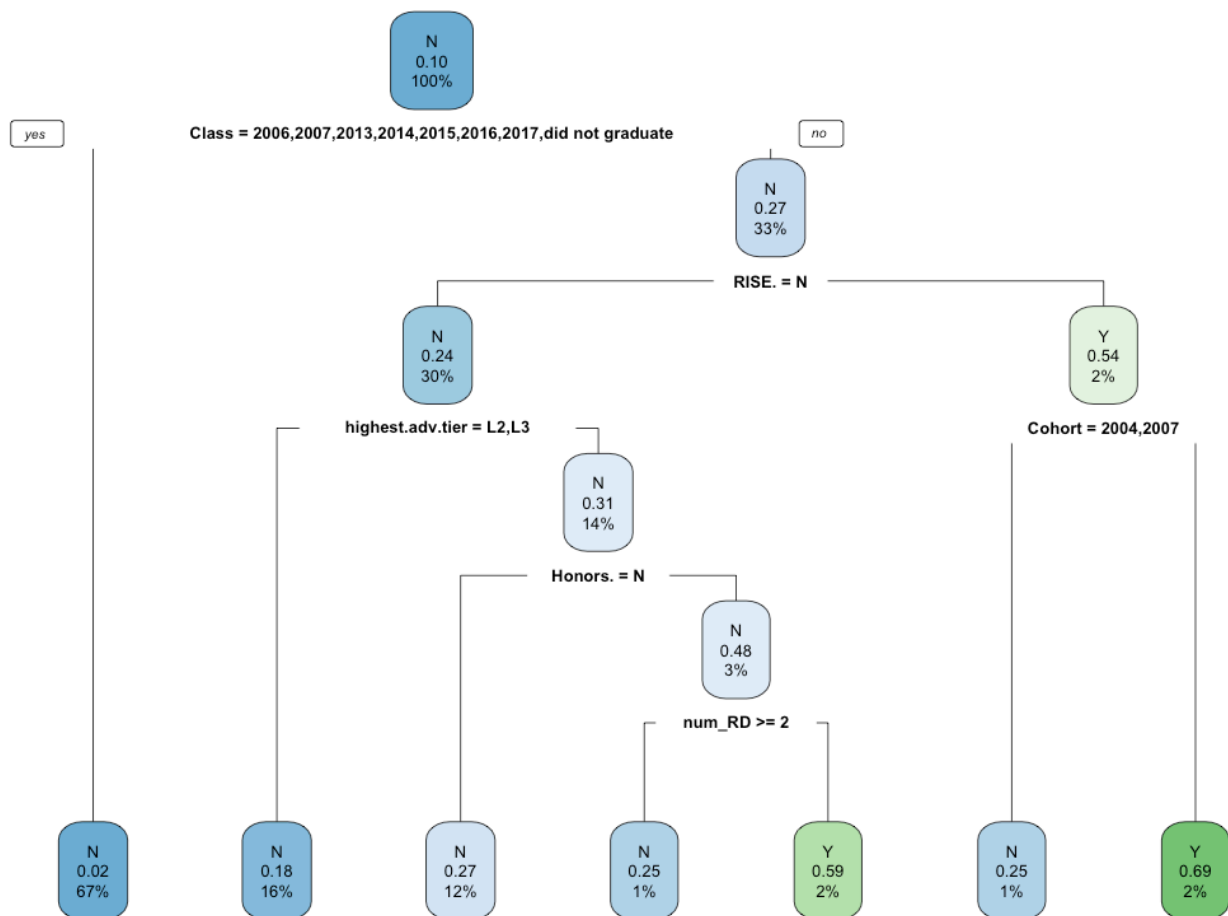 N
0.10
100%
yes
Class = 2006,2007,2013,2014,2015,2016,2017,did not graduate
no
N
0.27
33%
RISE. = N
N
0.24
30%
Y
0.54
2%
highest.adv.tier = L2,L3
Cohort = 2004,2007
N
0.31
14%
Honors. = N
N
0.48
3%
num_RD >= 2
N
0.02
67%
N
0.18
16%
N
0.27
12%
N
0.25
1%
Y
0.59
2%
N
0.25
1%
Y
0.69
2%